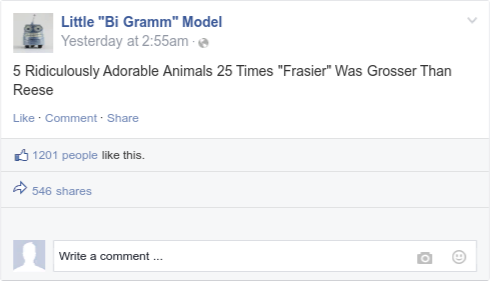 Little "Bi Gramm" Model
Yesterday at 2:55am ·
5 Ridiculously Adorable Animals 25 Times "Frasier" Was Grosser Than
Reese
Like · Comment · Share
1201 people like this.
546 shares
Write a comment ...